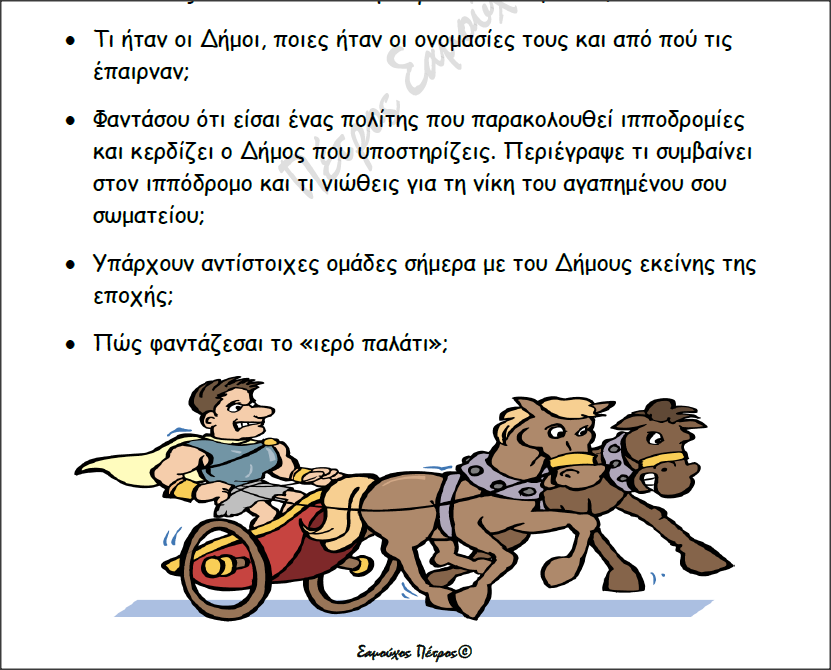 • Τι ήταν οι Δήμοι, ποιες ήταν οι ονομασίες τους και από πού τις
έπαιρναν;
• Φαντάσου ότι είσαι ένας πολίτης που παρακολουθεί ιπποδρομίες
και κερδίζει ο Δήμος που υποστηρίζεις. Περιέγραψε τι συμβαίνει
στον ιππόδρομο και τι νιώθεις για τη νίκη του αγαπημένου σου
σωματείου;
• Υπάρχουν αντίστοιχες ομάδες σήμερα με του Δήμους εκείνης της
εποχής;
• Πώς φαντάζεσαι το «ιερό παλάτι»;
Πέτρος Σαμούχ
Σαμούχος Πέτρος©